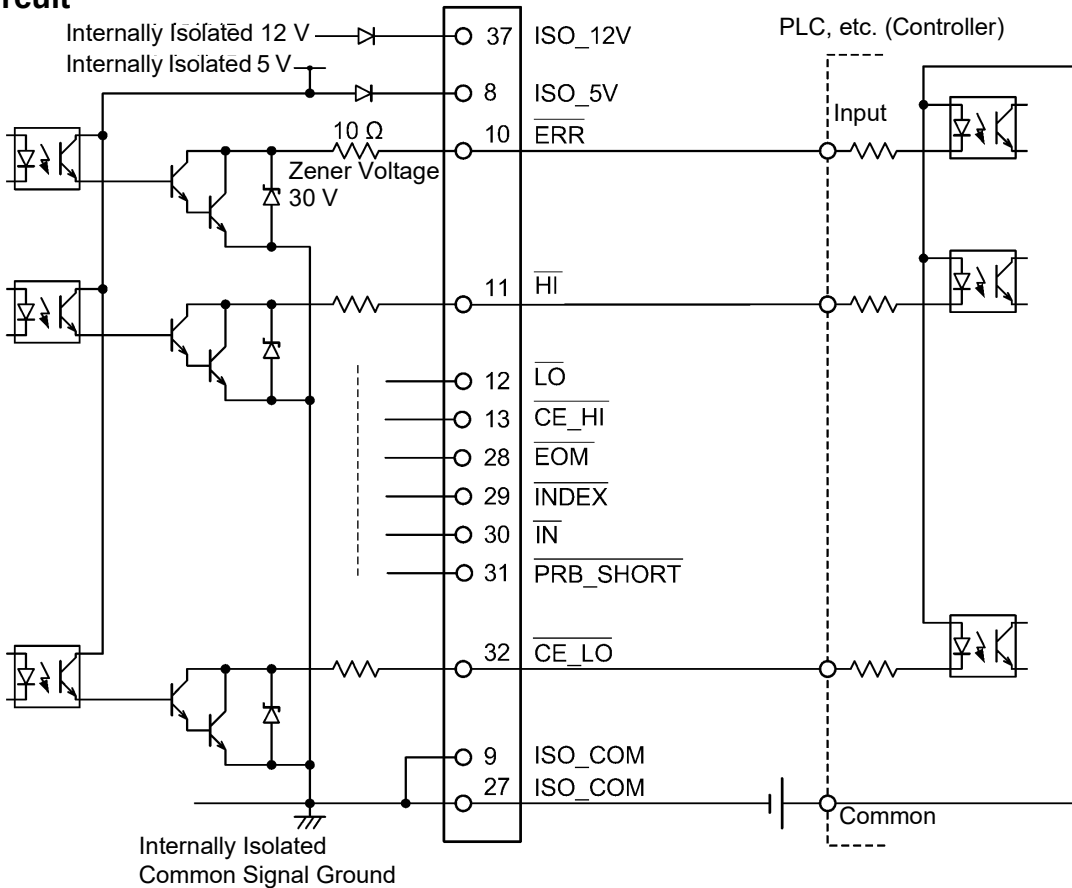 Internally Isolated 12 V
Internally Isolated 5 V
PLC, etc. (Controller)
37 ISO_12V
8 ISO_5V
10 ERR
10 Ω
Zener Voltage
30 V
Input
11 HI
12 LO
13 CE_HI
28 EOM
29 INDEX
30 IN
31 PRB_SHORT
32 CE_LO
9 ISO_COM
27 ISO_COM
Common
Internally Isolated
Common Signal Ground